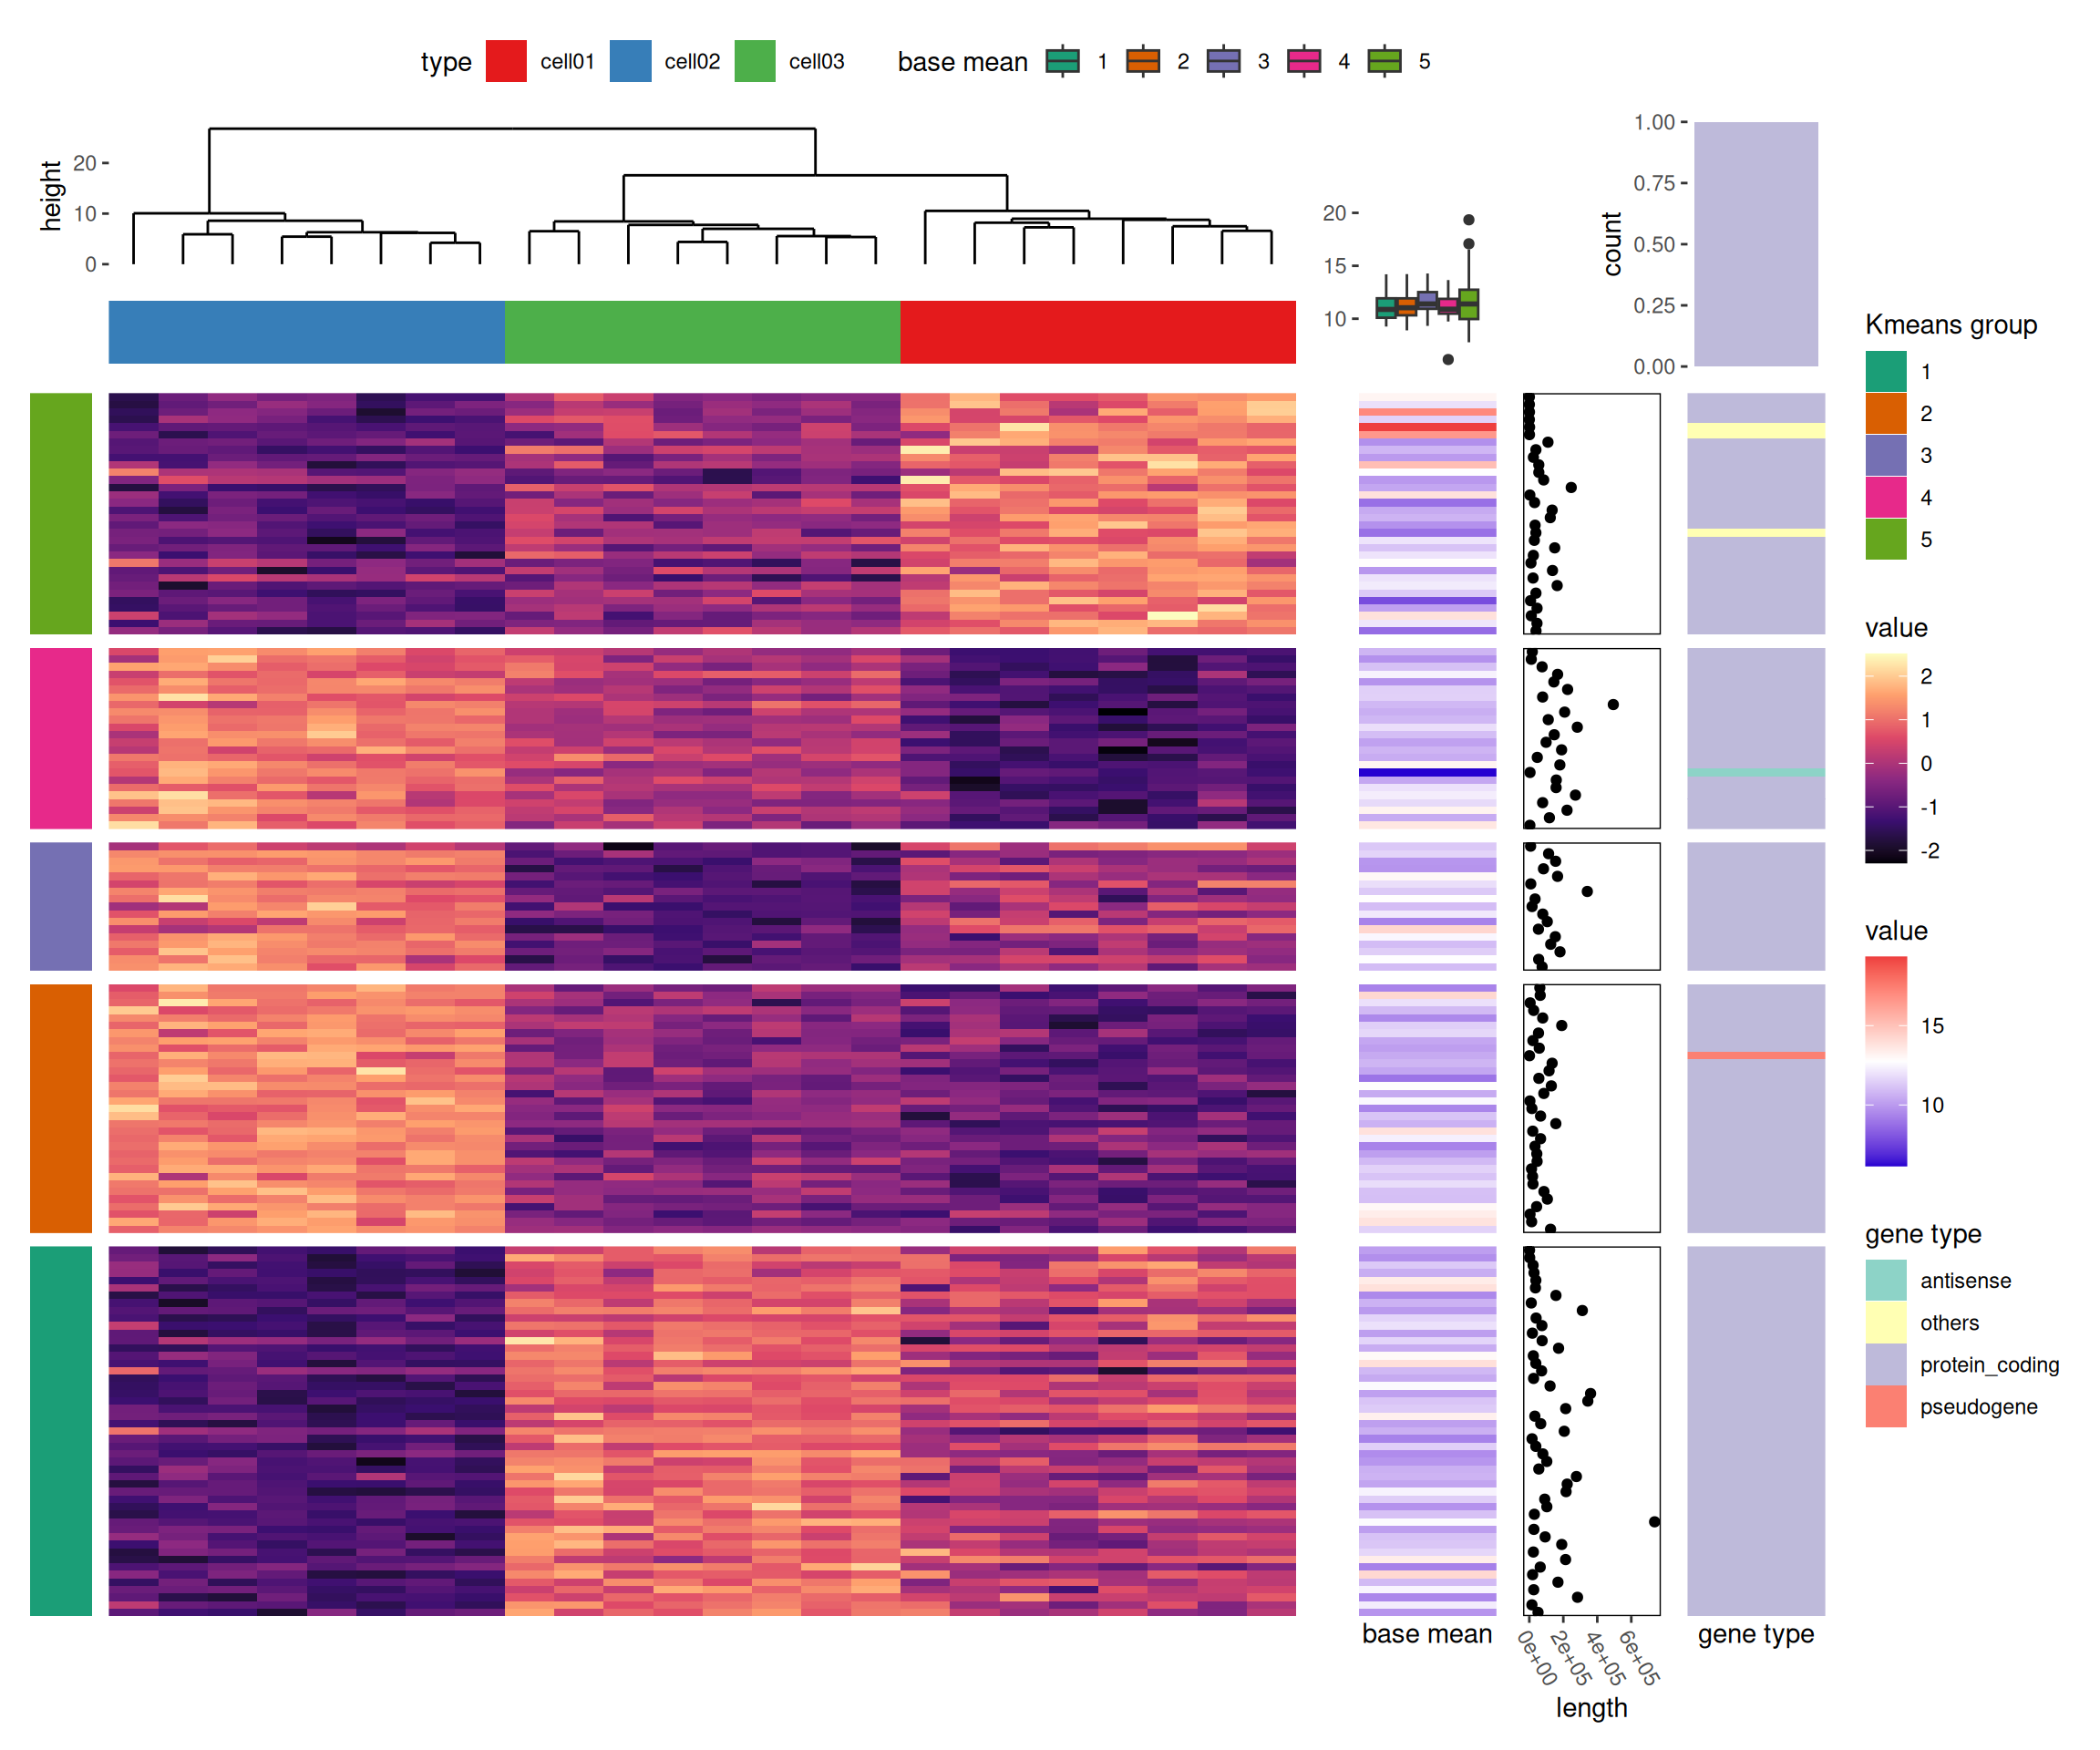 type cell01 cell02 cell03 base mean 1 2 3 4 5
height
20
10
0
20
15
10
count
1.00
0.75
0.50
0.25
0.00
Kmeans group
1
2
3
4
5
value
2
1
0
-1
-2
value
15
10
gene type
antisense
others
protein_coding
pseudogene
base mean
0e+00 2e+05 4e+05 6e+05
length
gene type